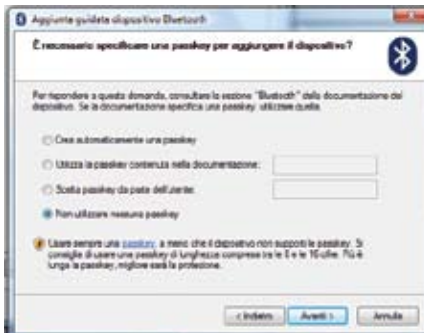 Aggiunta guidata dispositivo Bluetooth
È necessario specificare una passkey per aggiungere il dispositivo?
Per rispondere a questa domanda, consultare la sezione "Bluetooth" della documentazione del
dispositivo. Se la documentazione specifica una passkey, utilizzare quella.
Crea automaticamente una passkey
Utilizza la passkey contenuta nella documentazione:
Scelta passkey da parte dell'utente:
Non utilizzare nessuna passkey
Usare sempre una passkey, a meno che il dispositivo non supporti le passkey. Si
consiglia di usare una passkey di lunghezza compresa tra le 8 e le 16 cifre. Più è
lunga la passkey, migliore sarà la protezione.
< Indietro
Avanti >
Annulla